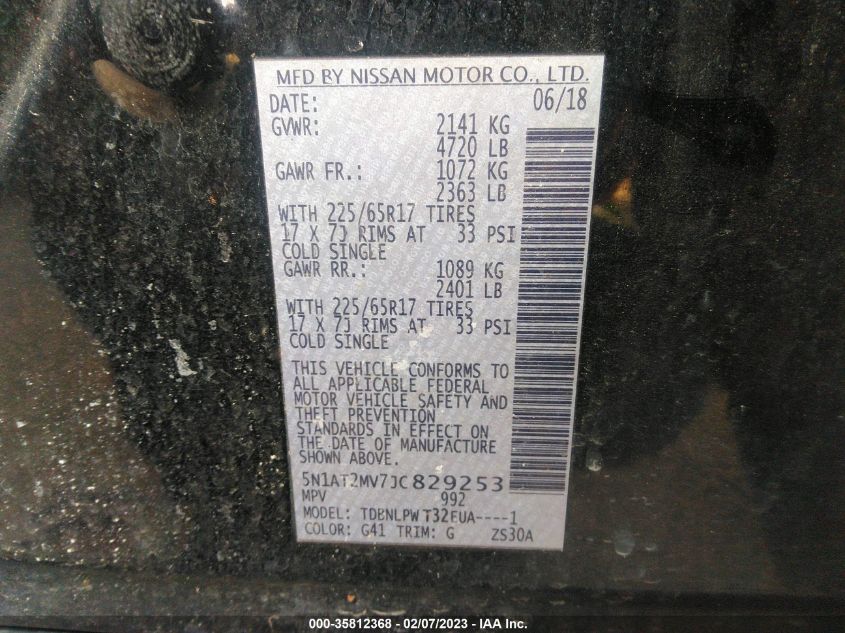 MFD BY NISSAN MOTOR CO., LTD.
DATE: 06/18
GVWR: 2141 KG
4720 LB
GAWR FR.: 1072 KG
2363 LB
WITH 225/65R17 TIRES
17 X 7J RIMS AT 33 PSI
COLD SINGLE
GAWR RR.: 1089 KG
2401 LB
WITH 225/65R17 TIRES
17 X 7J RIMS AT 33 PSI
COLD SINGLE
THIS VEHICLE CONFORMS TO
ALL APPLICABLE FEDERAL
MOTOR VEHICLE SAFETY AND
THEFT PREVENTION
STANDARDS IN EFFECT ON
THE DATE OF MANUFACTURE
SHOWN ABOVE.
5N1AT2MV7JC829253
MPV 992
MODEL: TDBNLPWT32EUA----1
COLOR: G41 TRIM: G ZS30A
000-35812368 - 02/07/2023 - IAA Inc.